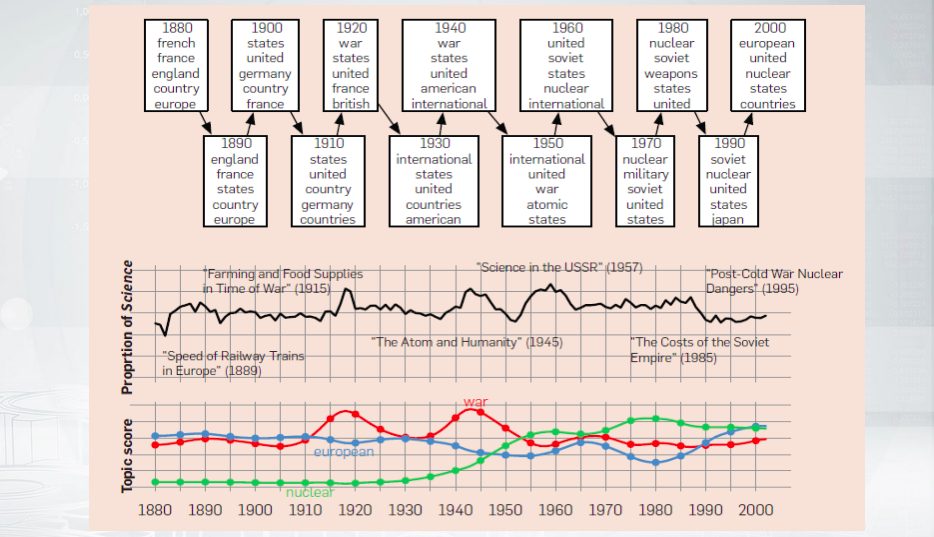 1880
french
france
england
country
europe
1900
states
united
germany
country
france
1920
war
states
united
france
british
1940
war
states
united
american
international
1960
united
soviet
states
nuclear
international
1980
nuclear
soviet
weapons
states
united
2000
european
united
nuclear
states
countries
1890
england
france
states
country
europe
1910
states
united
country
germany
countries
1930
international
states
united
countries
american
1950
international
united
war
atomic
states
1970
nuclear
military
soviet
united
states
1990
soviet
nuclear
united
states
japan
Proprtion of Science
"Farming and Food Supplies
in Time of War" (1915)
"Science in the USSR" (1957)
"Post-Cold War Nuclear
Dangers" (1995)
"Speed of Railway Trains
in Europe" (1889)
"The Atom and Humanity" (1945)
"The Costs of the Soviet
Empire" (1985)
Topic score
war
european
nuclear
1880 1890 1900 1910 1920 1930 1940 1950 1960 1970 1980 1990 2000